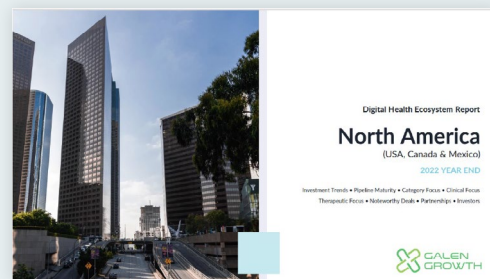 Digital Health Ecosystem Report
North America
(USA, Canada & Mexico)
2022 YEAR END
Investment Trends • Pipeline Maturity • Category Focus • Clinical Focus
Therapeutic Focus • Noteworthy Deals • Partnerships • Investors
GALEN
GROWTH